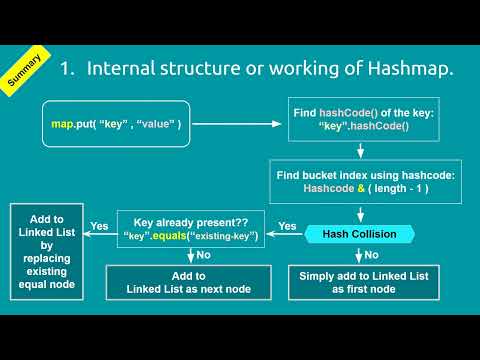 Summary
1. Internal structure or working of Hashmap.
map.put( “key” , “value” )
Find hashCode() of the key:
“key”.hashCode()
Find bucket index using hashcode:
Hashcode & ( length - 1 )
Hash Collision
Yes
No
Key already present??
“key”.equals(“existing-key”)
Yes
No
Add to
Linked List
by
replacing
existing
equal node
Add to
Linked List as next node
Simply add to Linked List
as first node